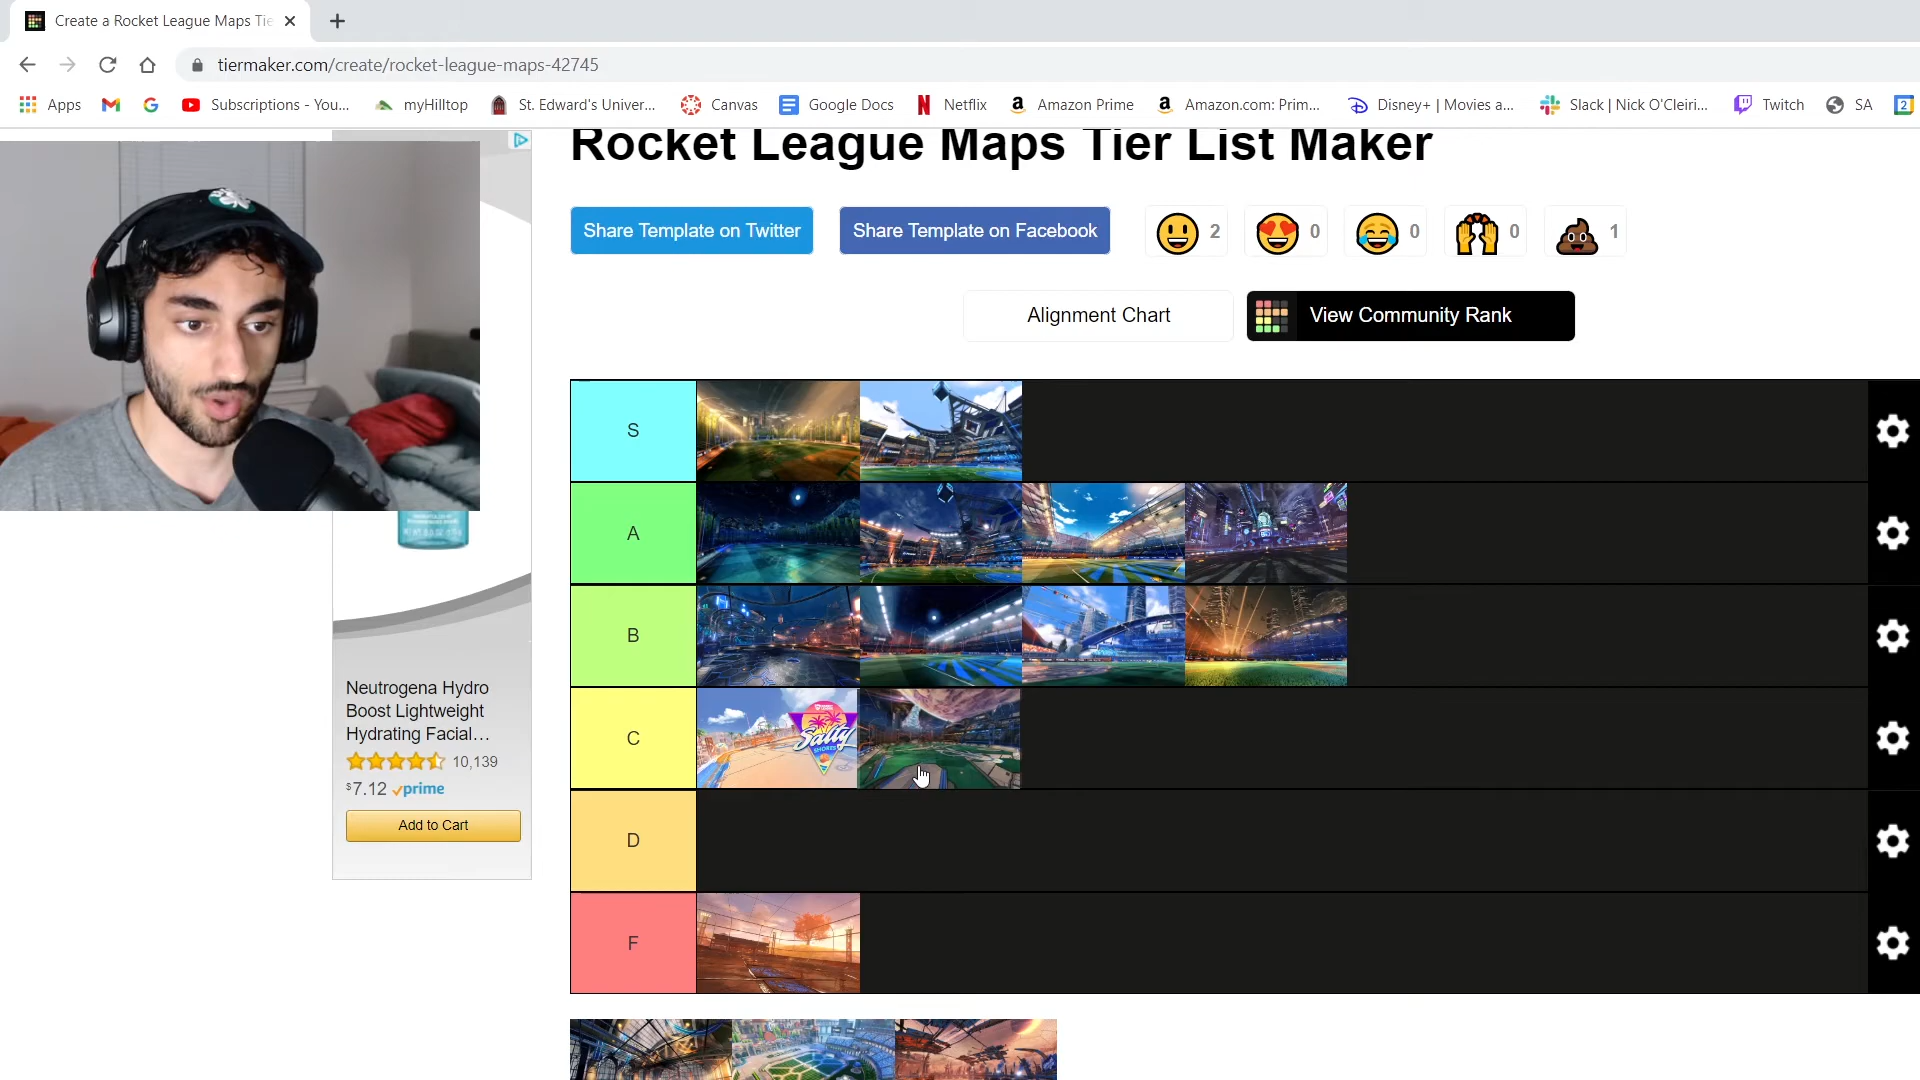 Create a Rocket League Maps Tie
tiermaker.com/create/rocket-league-maps-42745
Apps
Subscriptions - You...
myHilltop
St. Edward's Univer...
Canvas
Google Docs
Netflix
Amazon Prime
Amazon.com: Prim...
Disney+ | Movies a...
Slack | Nick O'Cleiri...
Twitch
SA
2
Rocket League Maps Tier List Maker
Share Template on Twitter
Share Template on Facebook
2
0
0
0
1
Alignment Chart
View Community Rank
S
A
B
C
Salty
SHORES
D
F
Neutrogena Hydro
Boost Lightweight
Hydrating Facial...
10,139
$7.12 prime
Add to Cart